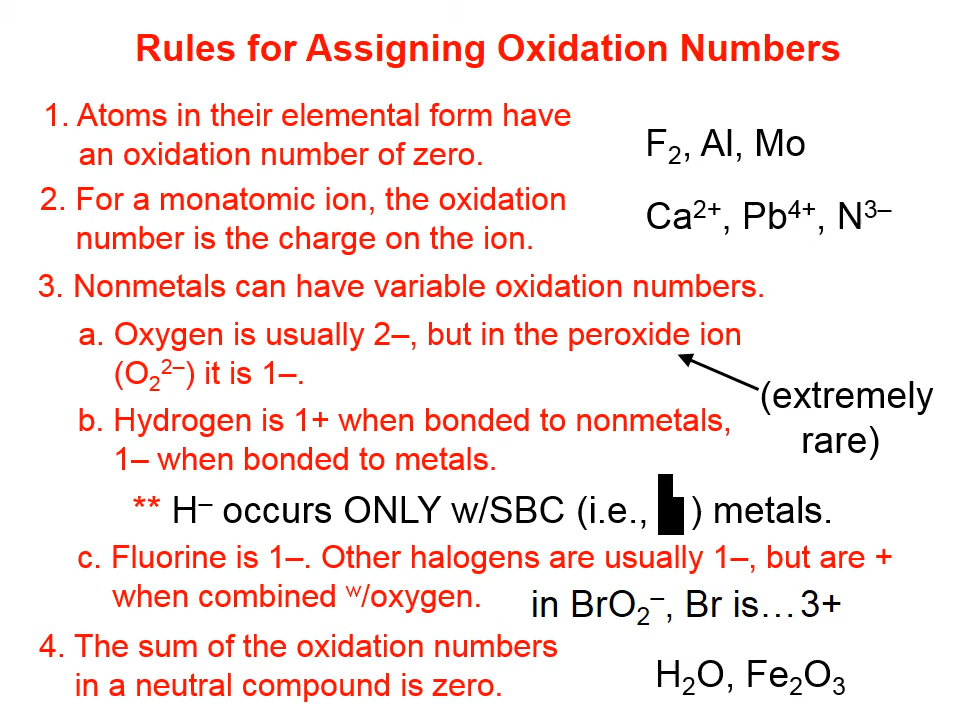 Rules for Assigning Oxidation Numbers
1. Atoms in their elemental form have
an oxidation number of zero.
F₂, Al, Mo
2. For a monatomic ion, the oxidation
number is the charge on the ion.
Ca²⁺, Pb⁴⁺, N³⁻
3. Nonmetals can have variable oxidation numbers.
a. Oxygen is usually 2–, but in the peroxide ion
(O₂²⁻) it is 1–.
(extremely
rare)
b. Hydrogen is 1+ when bonded to nonmetals,
1– when bonded to metals.
** H⁻ occurs ONLY w/SBC (i.e., ) metals.
c. Fluorine is 1–. Other halogens are usually 1–, but are +
when combined w/oxygen.
in BrO₂⁻, Br is…3+
4. The sum of the oxidation numbers
in a neutral compound is zero.
H₂O, Fe₂O₃